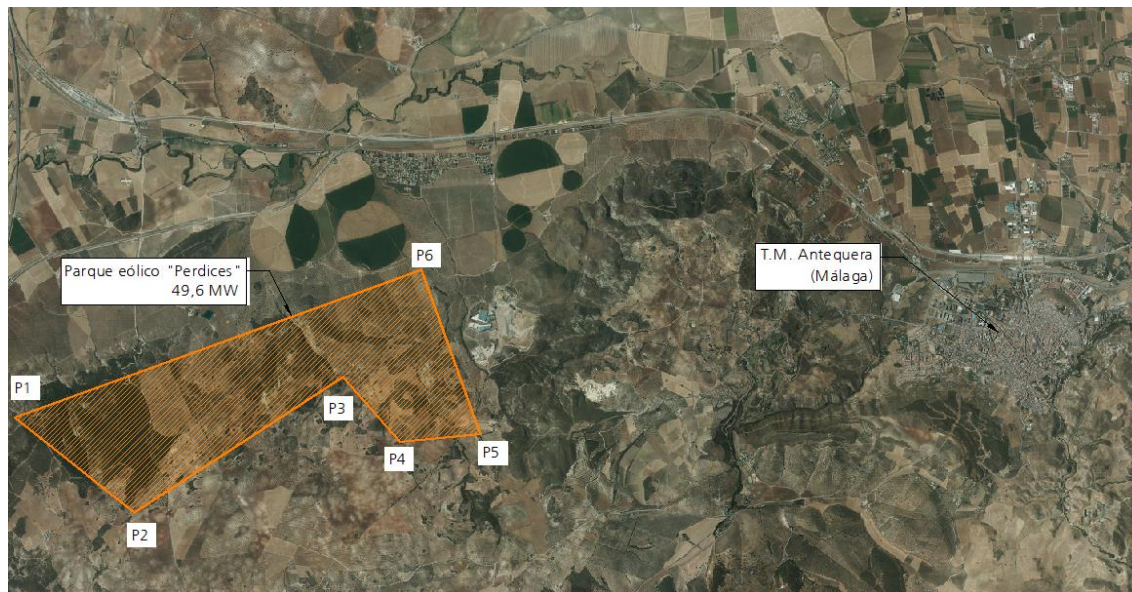 P6
T.M. Antequera
(Málaga)
Parque eólico "Perdices"
49,6 MW
P1
P3
P4
P5
P2